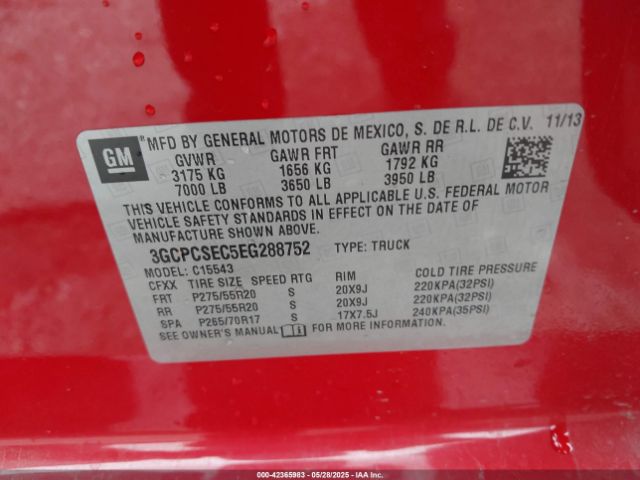 GM
MFD BY GENERAL MOTORS DE MEXICO, S. DE R.L. DE C.V. 11/13
GVWR GAWR FRT GAWR RR
3175 KG 1656 KG 1792 KG
7000 LB 3650 LB 3950 LB
THIS VEHICLE CONFORMS TO ALL APPLICABLE U.S. FEDERAL MOTOR
VEHICLE SAFETY STANDARDS IN EFFECT ON THE DATE OF
MANUFACTURE SHOWN ABOVE.
3GCPCSEC5EG288752 TYPE: TRUCK
MODEL: C15543
CFXX TIRE SIZE SPEED RTG RIM COLD TIRE PRESSURE
FRT P275/55R20 S 20X9J 220KPA(32PSI)
RR P275/55R20 S 20X9J 220KPA(32PSI)
SPA P265/70R17 S 17X7.5J 240KPA(35PSI)
SEE OWNER'S MANUAL FOR MORE INFORMATION.
000-42365983 - 05/28/2025 - IAAI.COM